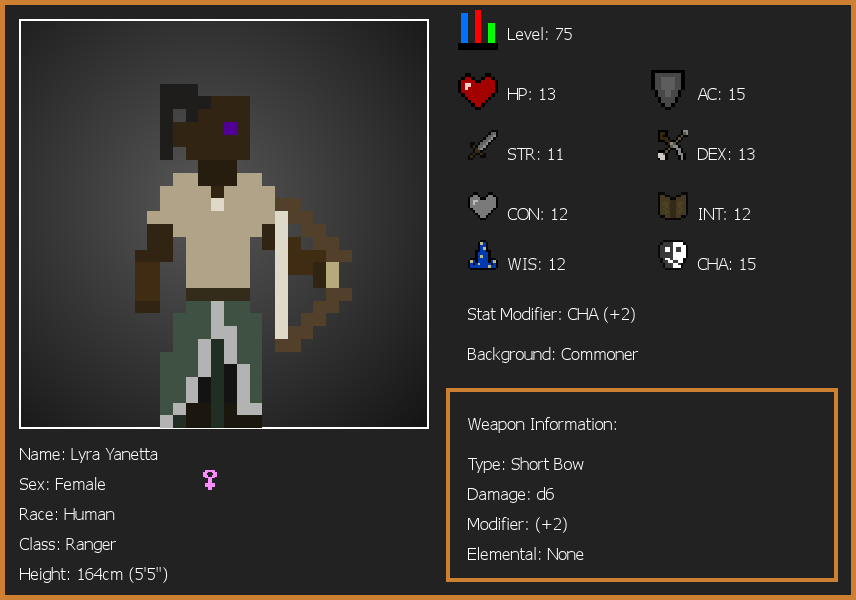 Level: 75
HP: 13
AC: 15
STR: 11
DEX: 13
CON: 12
INT: 12
WIS: 12
CHA: 15
Stat Modifier: CHA (+2)
Background: Commoner
Weapon Information:
Type: Short Bow
Damage: d6
Modifier: (+2)
Elemental: None
Name: Lyra Yanetta
Sex: Female
Race: Human
Class: Ranger
Height: 164cm (5'5")